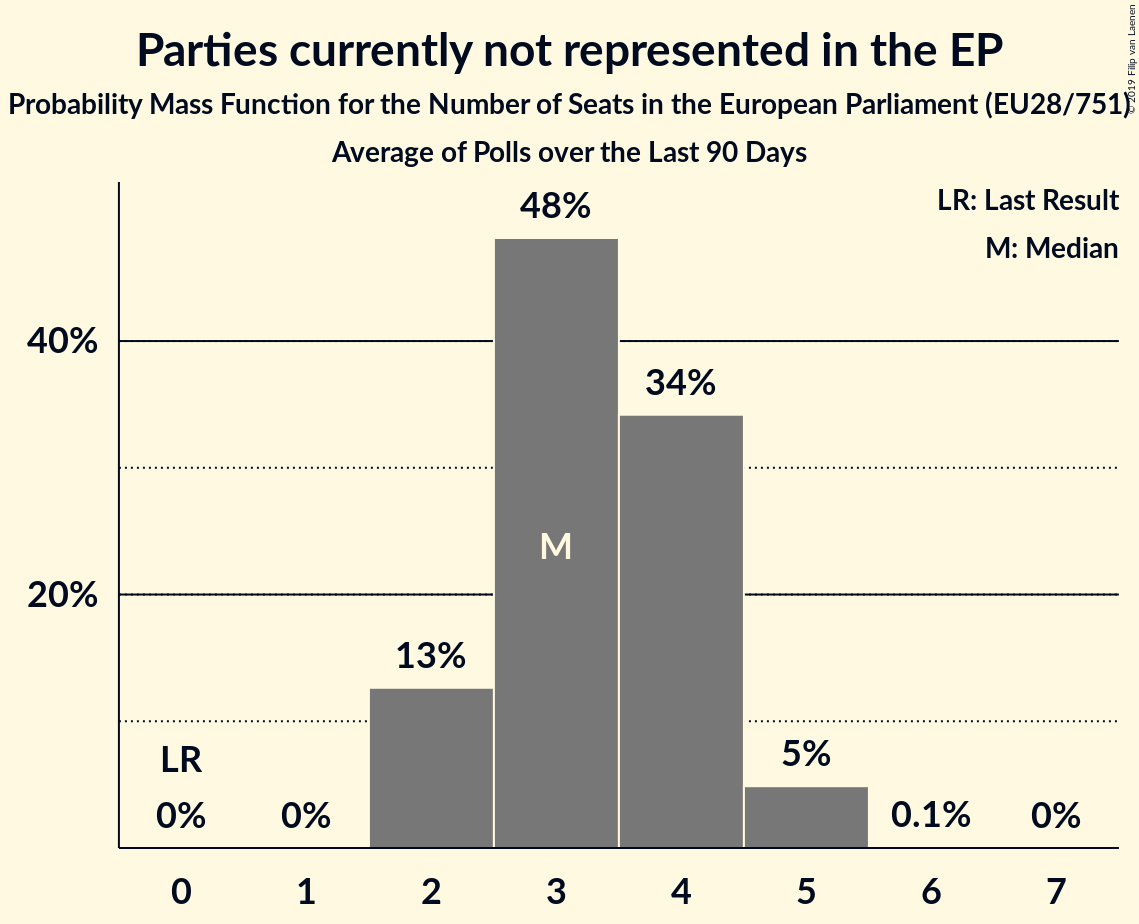 Parties currently not represented in the EP
Probability Mass Function for the Number of Seats in the European Parliament (EU28/751)
Average of Polls over the Last 90 Days
© 2019 Filip van Laenen
LR: Last Result
M: Median
48%
40%
34%
M
20%
13%
LR
5%
0%
0%
0.1%
0%
0
1
2
3
4
5
6
7